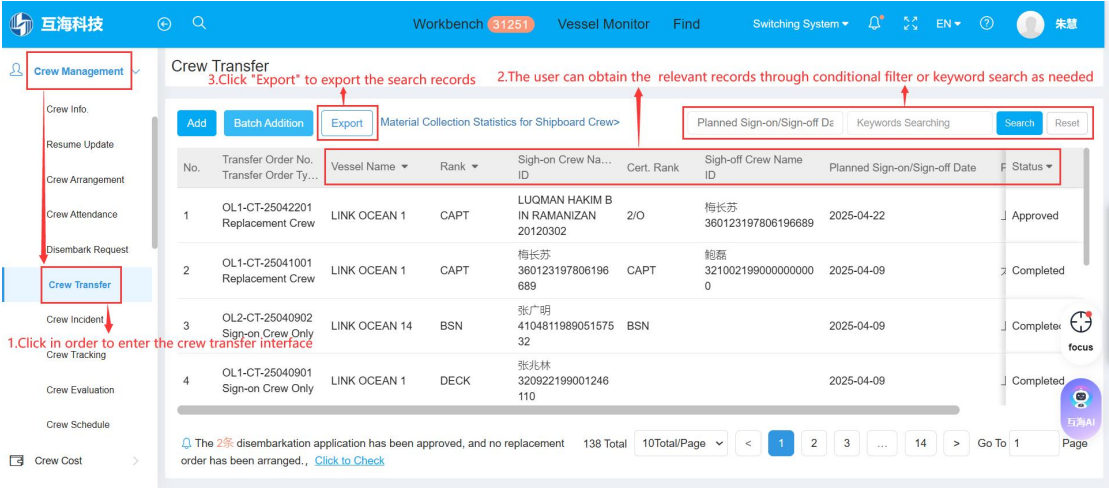 互海科技
Workbench 31251 Vessel Monitor Find Switching System EN 朱慧
Crew Management
Crew Info.
Resume Update
Crew Arrangement
Crew Attendance
Disembark Request
Crew Transfer
Crew Incident
1.Click in order to enter the crew transfer interface
Crew Tracking
Crew Evaluation
Crew Schedule
Crew Cost
Crew Transfer
3.Click "Export" to export the search records
2.The user can obtain the relevant records through conditional filter or keyword search as needed
Add Batch Addition Export Material Collection Statistics for Shipboard Crew> Planned Sign-on/Sign-off Da Keywords Searching Search Reset
No. Transfer Order No. Vessel Name Rank Sigh-on Crew Na... Cert. Rank Sigh-off Crew Name Planned Sign-on/Sign-off Date Status
Transfer Order Ty... ID ID
1 OL1-CT-25042201 LINK OCEAN 1 CAPT LUQMAN HAKIM B 2/O 梅长苏 2025-04-22 Approved
Replacement Crew IN RAMANIZAN 360123197806196689
20120302
2 OL1-CT-25041001 LINK OCEAN 1 CAPT 梅长苏 CAPT 鲍磊 2025-04-09 Completed
Replacement Crew 360123197806196 321002199000000000
689 0
3 OL2-CT-25040902 LINK OCEAN 14 BSN 张广明 BSN 2025-04-09 Completed
Sign-on Crew Only 4104811989051575
32
4 OL1-CT-25040901 LINK OCEAN 1 DECK 张兆林 2025-04-09 Completed
Sign-on Crew Only 320922199001246
110
focus
互海AI
The 2条 disembarkation application has been approved, and no replacement 138 Total 10Total/Page < 1 2 3 ... 14 > Go To 1 Page
order has been arranged., Click to Check